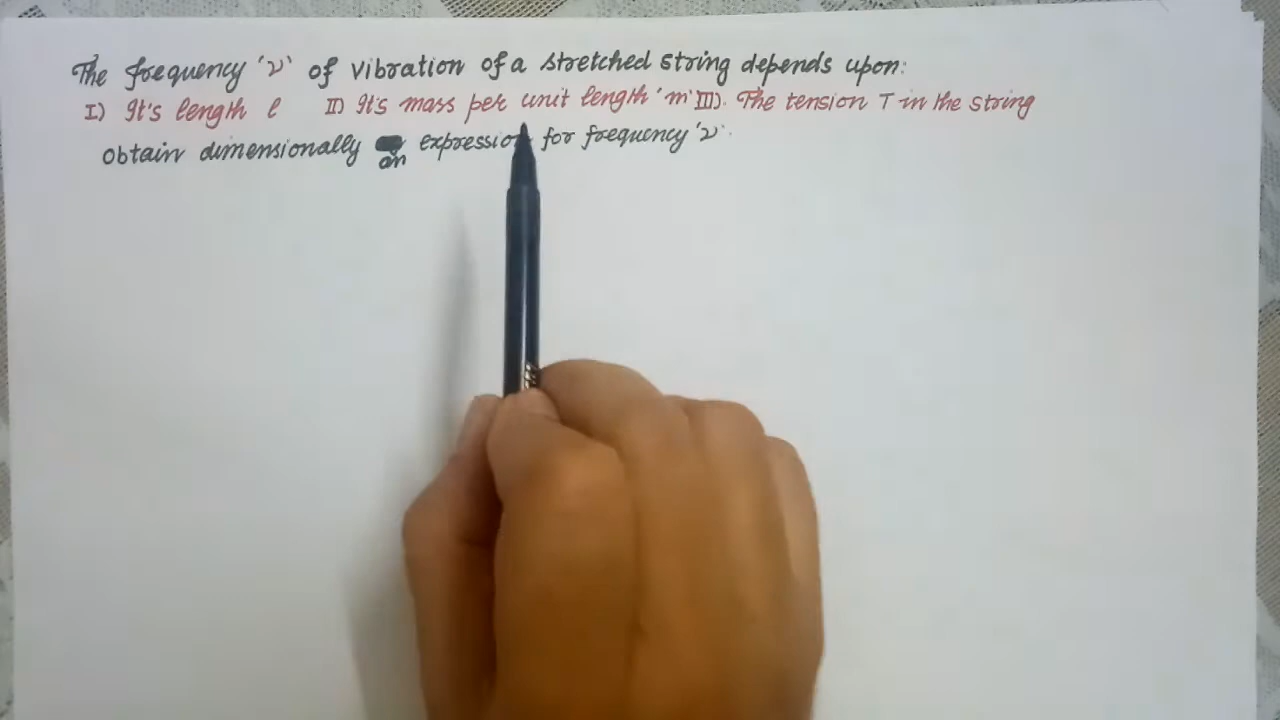 The frequency 'ν' of vibration of a stretched string depends upon:
I) It's length l II) It's mass per unit length 'm' III). The tension T in the string
Obtain dimensionally an expression for frequency 'ν'.